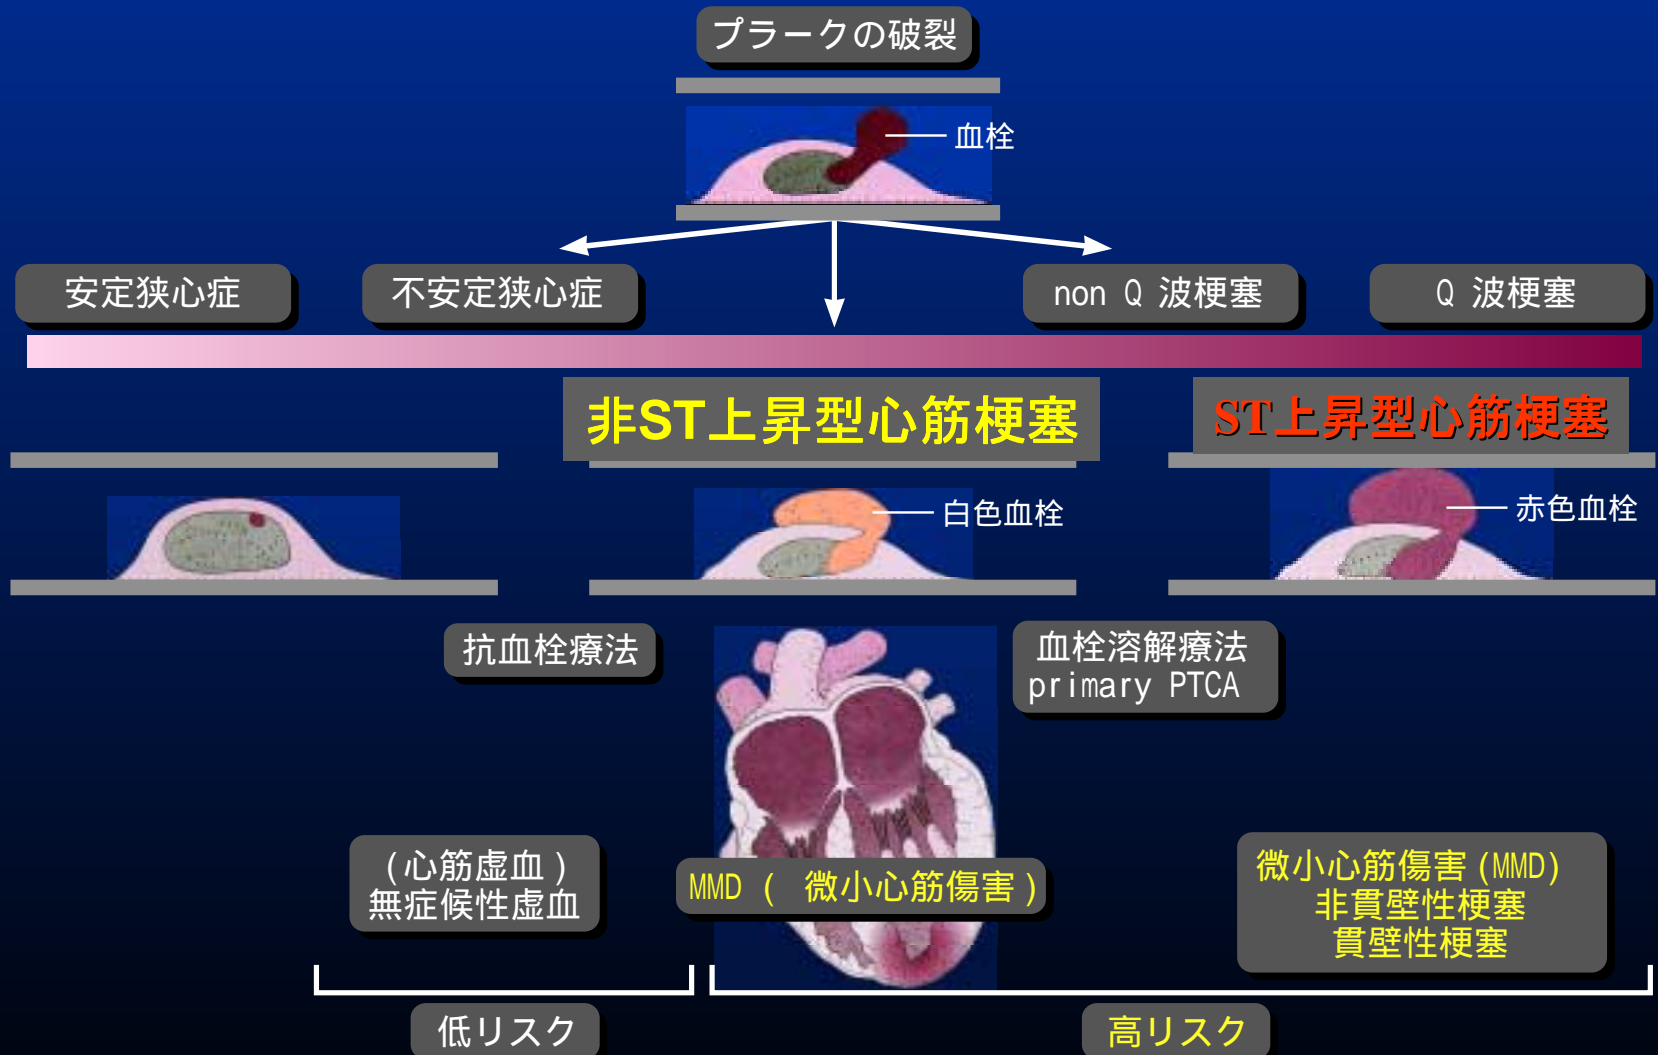 プラークの破裂
血栓
安定狭心症
不安定狭心症
non Q 波梗塞
Q 波梗塞
非ST上昇型心筋梗塞
ST上昇型心筋梗塞
白色血栓
赤色血栓
抗血栓療法
血栓溶解療法
primary PTCA
(心筋虚血)
無症候性虚血
MMD ( 微小心筋傷害)
微小心筋傷害(MMD)
非貫壁性梗塞
貫壁性梗塞
低リスク
高リスク